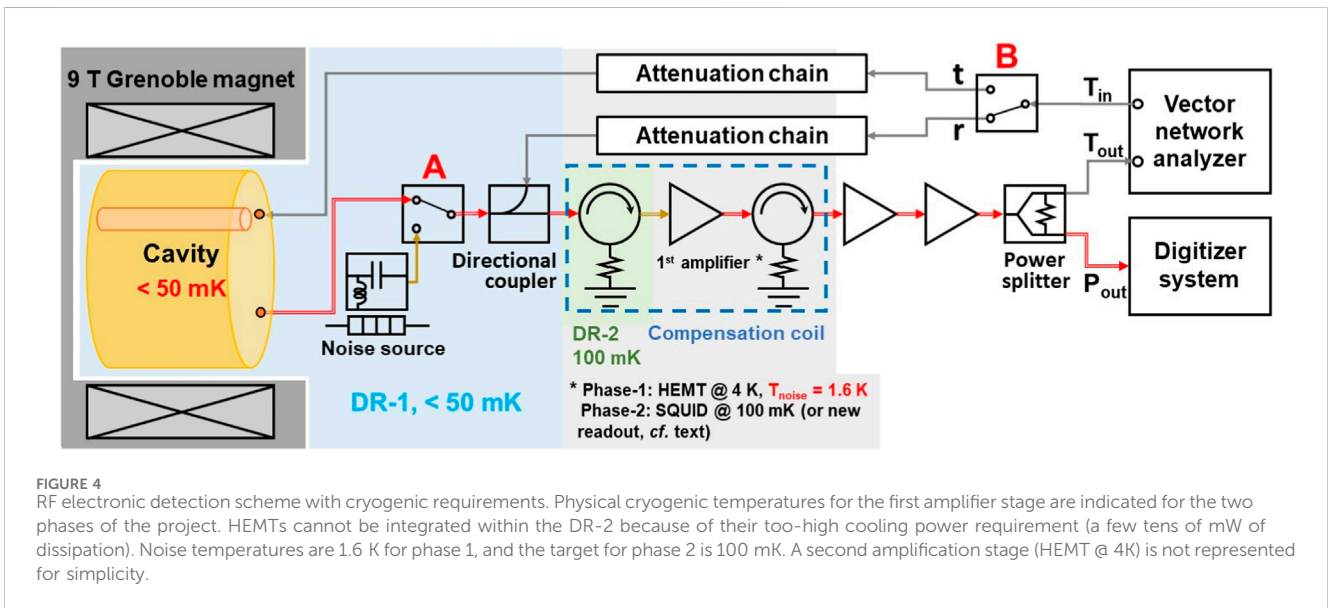 9 T Grenoble magnet
Attenuation chain
t
B
T_in
Vector
network
analyzer
Attenuation chain
r
T_out
A
Cavity
< 50 mK
Directional
coupler
1st amplifier *
Power
splitter
P_out
Digitizer
system
Noise source
DR-2
100 mK
Compensation coil
DR-1, < 50 mK
* Phase-1: HEMT @ 4 K, T_noise = 1.6 K
Phase-2: SQUID @ 100 mK (or new
readout, cf. text)
FIGURE 4
RF electronic detection scheme with cryogenic requirements. Physical cryogenic temperatures for the first amplifier stage are indicated for the two
phases of the project. HEMTs cannot be integrated within the DR-2 because of their too-high cooling power requirement (a few tens of mW of
dissipation). Noise temperatures are 1.6 K for phase 1, and the target for phase 2 is 100 mK. A second amplification stage (HEMT @ 4K) is not represented
for simplicity.